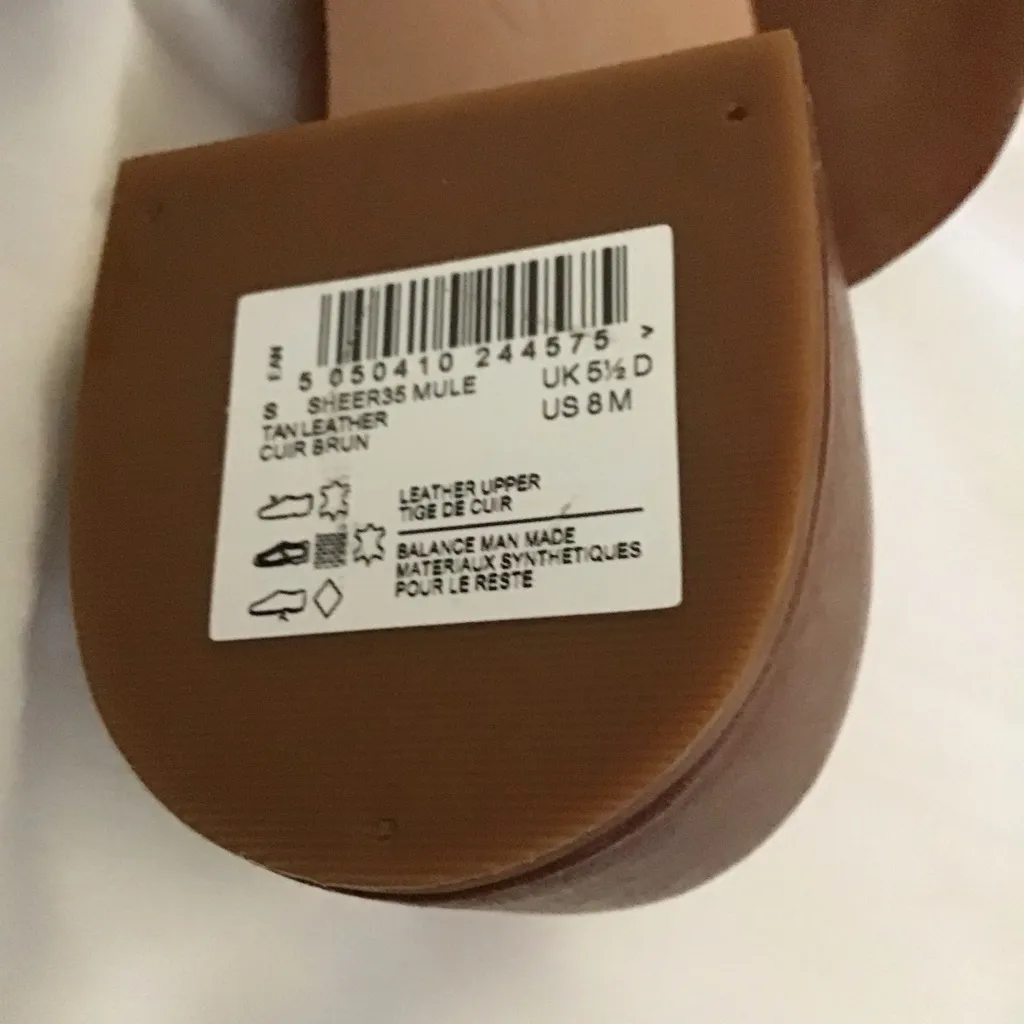 EAN
5 050410 244575 >
S SHEER35 MULE UK 5½ D
TAN LEATHER US 8 M
CUIR BRUN
LEATHER UPPER
TIGE DE CUIR
BALANCE MAN MADE
MATERIAUX SYNTHETIQUES
POUR LE RESTE